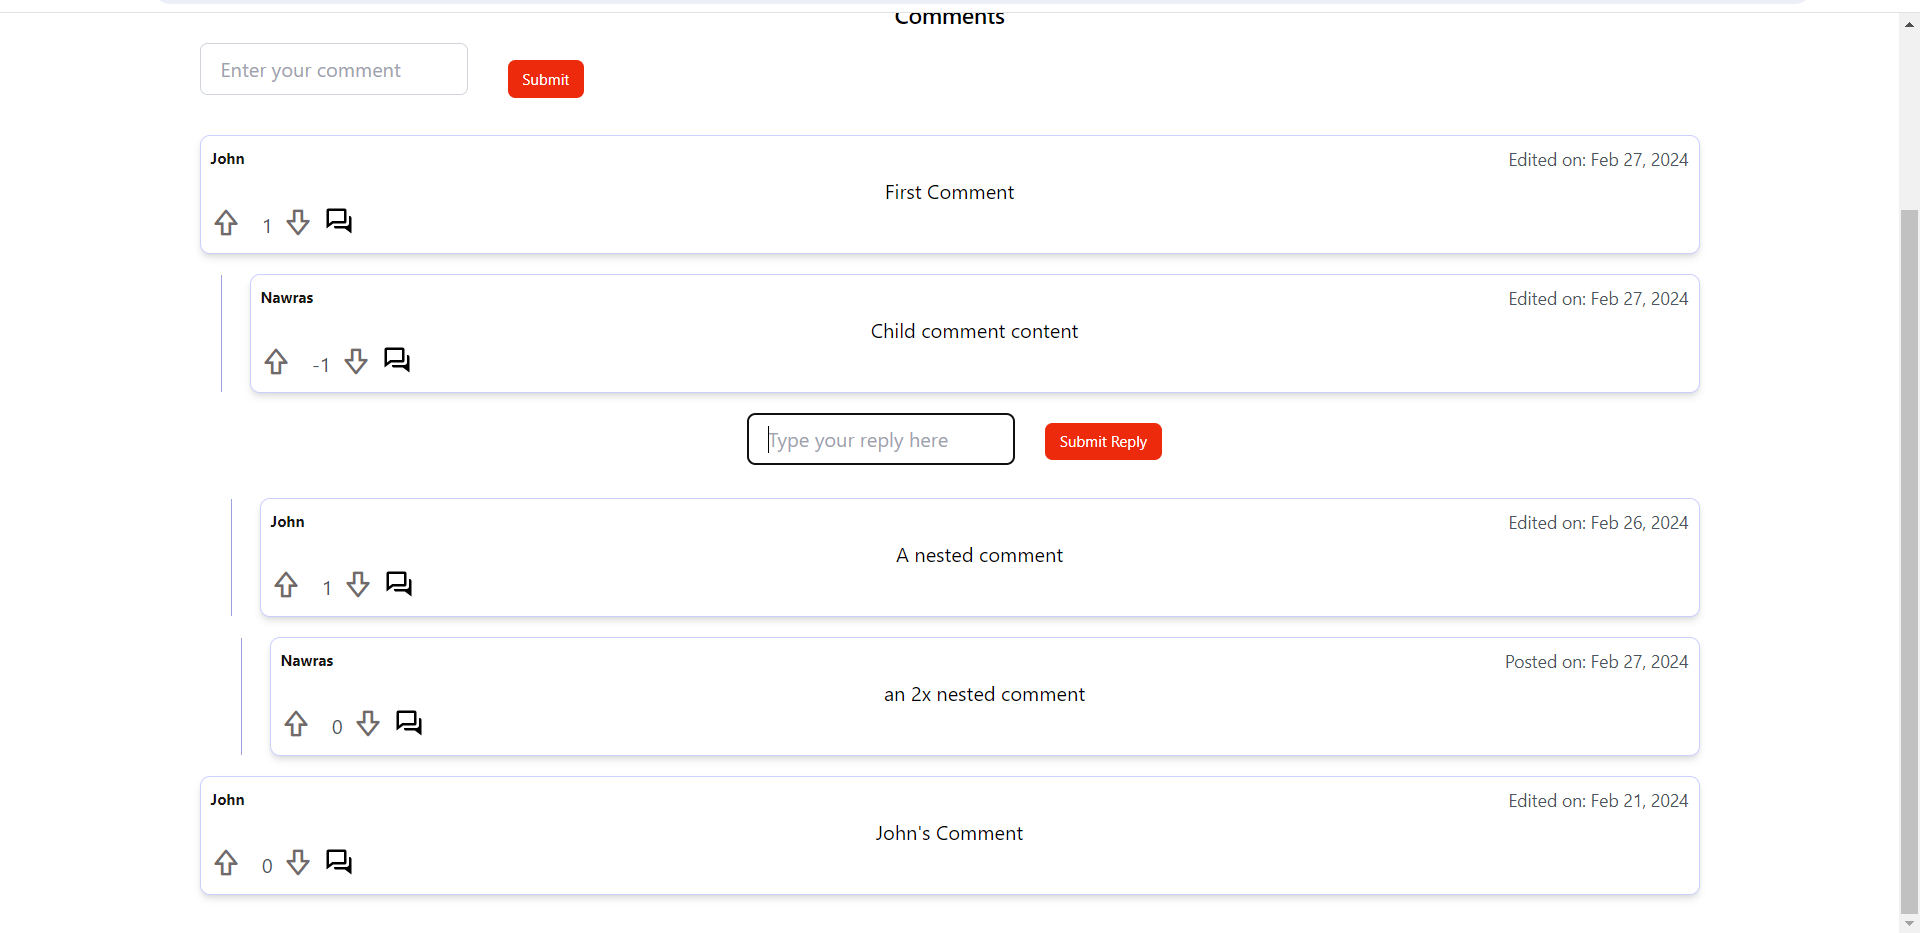 Comments
Enter your comment
Submit
John
Edited on: Feb 27, 2024
First Comment
1
Nawras
Edited on: Feb 27, 2024
Child comment content
-1
Type your reply here
Submit Reply
John
Edited on: Feb 26, 2024
A nested comment
1
Nawras
Posted on: Feb 27, 2024
an 2x nested comment
0
John
Edited on: Feb 21, 2024
John's Comment
0